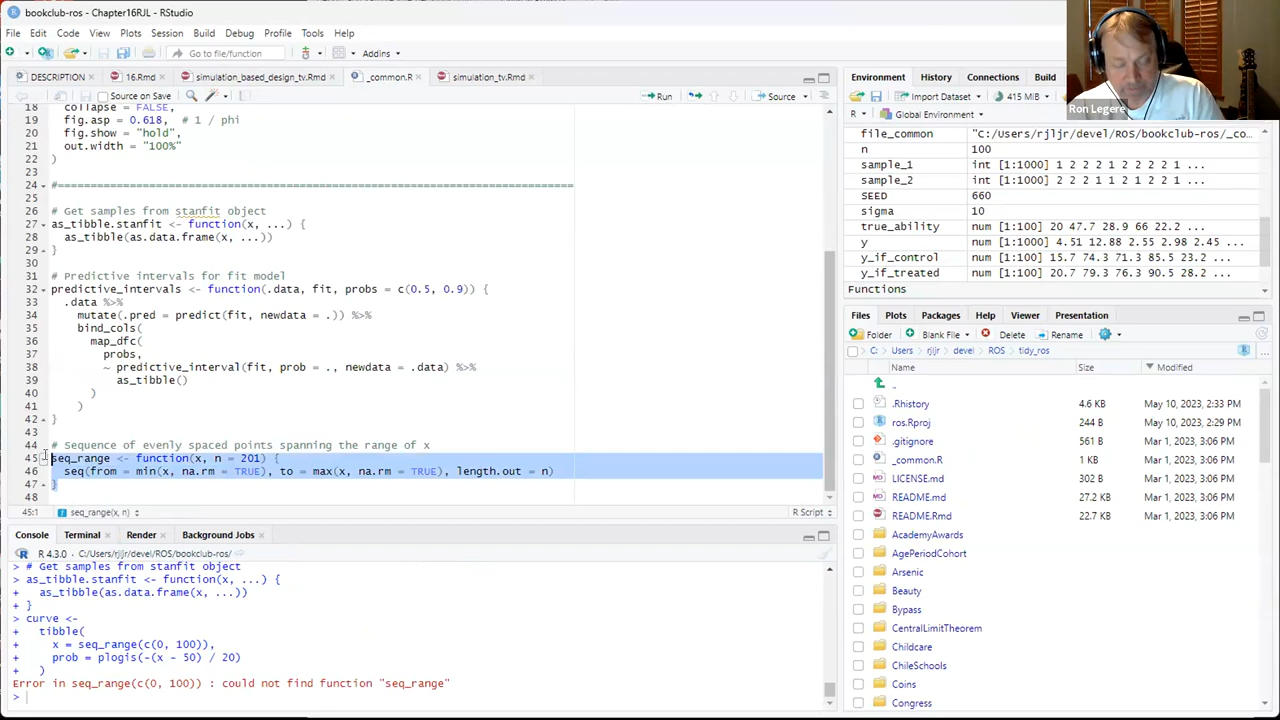 bookclub-ros - Chapter16RJL - RStudio
File Edit Code View Plots Session Build Debug Profile Tools Help
Go to file/function Addins
DESCRIPTION 16.Rmd simulation_based_design_tv.Rmd _common.R simulation_tv.Rmd
Source on Save Run Source
18 collapse = FALSE,
19 fig.asp = 0.618, # 1 / phi
20 fig.show = "hold",
21 out.width = "100%"
22 )
23
24 #===============================================================================
25
26 # Get samples from stanfit object
27 as_tibble.stanfit <- function(x, ...) {
28 as_tibble(as.data.frame(x, ...))
29 }
30
31 # Predictive intervals for fit model
32 predictive_intervals <- function(.data, fit, probs = c(0.5, 0.9)) {
33 .data %>%
34 mutate(.pred = predict(fit, newdata = .)) %>%
35 bind_cols(
36 map_dfc(
37 probs,
38 ~ predictive_interval(fit, prob = ., newdata = .data) %>%
39 as_tibble()
40 )
41 )
42 }
43
44 # Sequence of evenly spaced points spanning the range of x
45 seq_range <- function(x, n = 201) {
46 seq(from = min(x, na.rm = TRUE), to = max(x, na.rm = TRUE), length.out = n)
47 }
48
45:1 seq_range(x, n) R Script
Console Terminal Render Background Jobs
R 4.3.0 · C:/Users/rjljr/devel/ROS/bookclub-ros/
> # Get samples from stanfit object
> as_tibble.stanfit <- function(x, ...) {
+ as_tibble(as.data.frame(x, ...))
+ }
> curve <-
+ tibble(
+ x = seq_range(c(0, 100)),
+ prob = plogis(-(x - 50) / 20)
+ )
Error in seq_range(c(0, 100)) : could not find function "seq_range"
>
Ron Legere
Environment History Connections Build
Import Dataset 415 MiB
R Global Environment
file_common "C:/Users/rjljr/devel/ROS/bookclub-ros/_co…
n 100
sample_1 int [1:1000] 1 2 2 2 1 2 2 2 2 1 ...
sample_2 int [1:1000] 2 2 2 1 1 2 1 2 2 1 ...
SEED 660
sigma 10
true_ability num [1:100] 20 47.7 28.9 66 22.2 ...
y num [1:100] 4.51 12.88 2.55 2.98 2.45 ...
y_if_control num [1:100] 15.7 74.3 71.3 85.5 23.2 ...
y_if_treated num [1:100] 20.7 79.3 76.3 90.5 28.2 ...
Functions
Files Plots Packages Help Viewer Presentation
Folder Blank File Delete Rename
C: Users rjljr devel ROS tidy_ros
Name Size Modified
..
.Rhistory 4.6 KB May 10, 2023, 2:33 PM
ros.Rproj 244 B May 10, 2023, 2:29 PM
.gitignore 561 B Mar 1, 2023, 3:06 PM
_common.R 1.3 KB Mar 1, 2023, 3:06 PM
LICENSE.md 302 B Mar 1, 2023, 3:06 PM
README.md 27.2 KB Mar 1, 2023, 3:06 PM
README.Rmd 22.7 KB Mar 1, 2023, 3:06 PM
AcademyAwards
AgePeriodCohort
Arsenic
Beauty
Bypass
CentralLimitTheorem
Childcare
ChileSchools
Coins
Congress